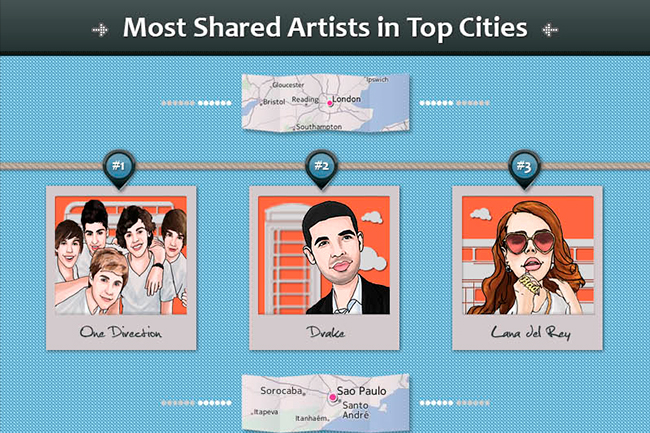 Most Shared Artists in Top Cities
Gloucester
Ipswich
Bristol Reading London
Southampton
#1 #2 #3
One Direction Drake Lana del Rey
Sorocaba Sao Paulo
Itapeva Santo
Itanhaém André